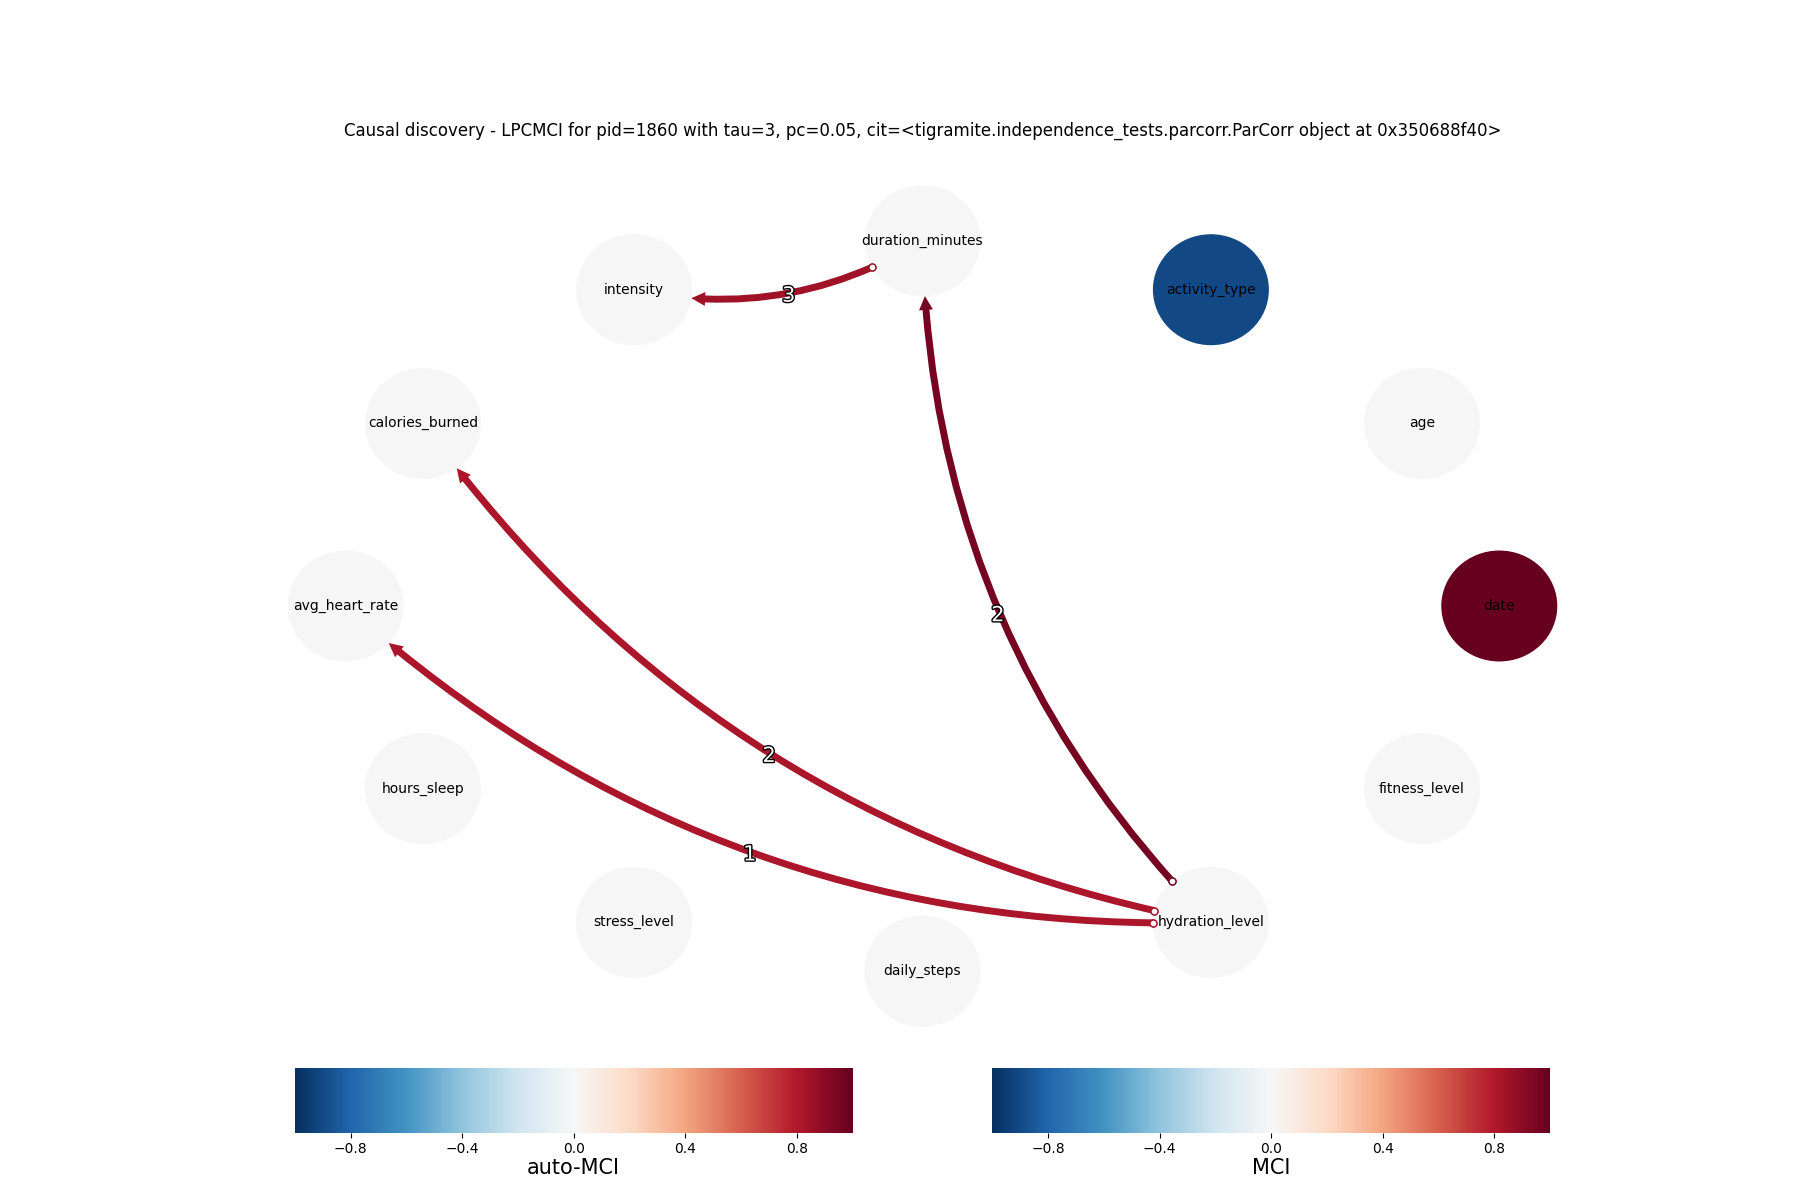 Causal discovery - LPCMCI for pid=1860 with tau=3, pc=0.05, cit=<tigramite.independence_tests.parcorr.ParCorr object at 0x350688f40>
duration_minutes
intensity
activity_type
3
calories_burned
age
avg_heart_rate
date
2
2
hours_sleep
fitness_level
1
stress_level
hydration_level
daily_steps
−0.8 −0.4 0.0 0.4 0.8
auto-MCI
−0.8 −0.4 0.0 0.4 0.8
MCI